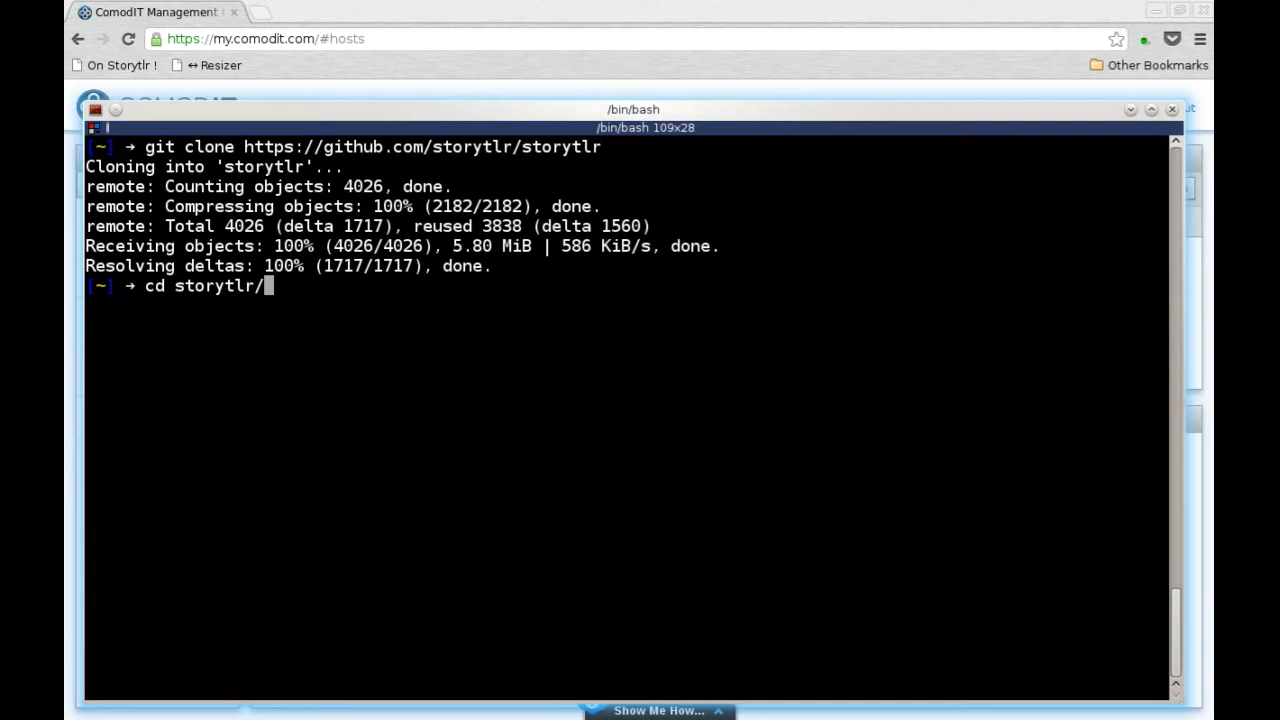 ComodIT Management
https://my.comodit.com/#hosts
On Storytlr !
↔ Resizer
Other Bookmarks
/bin/bash
/bin/bash 109x28
[~] → git clone https://github.com/storytlr/storytlr
Cloning into 'storytlr'...
remote: Counting objects: 4026, done.
remote: Compressing objects: 100% (2182/2182), done.
remote: Total 4026 (delta 1717), reused 3838 (delta 1560)
Receiving objects: 100% (4026/4026), 5.80 MiB | 586 KiB/s, done.
Resolving deltas: 100% (1717/1717), done.
[~] → cd storytlr/
Show Me How...